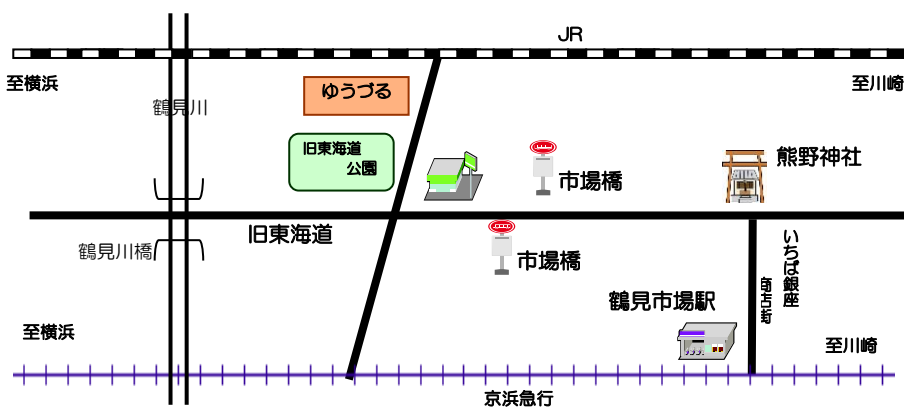 JR
至横浜
至川崎
ゆうづる
鶴見川
旧東海道
公園
熊野神社
市場橋
旧東海道
鶴見川橋
市場橋
いちば銀座
商店街
鶴見市場駅
至横浜
至川崎
京浜急行